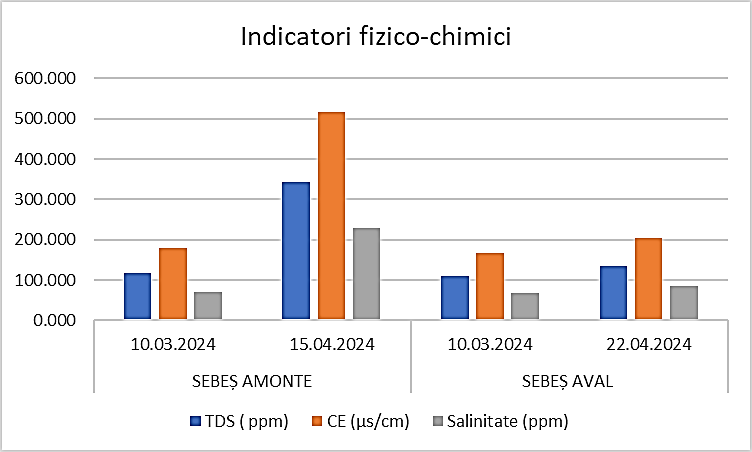 Indicatori fizico-chimici
600.000
500.000
400.000
300.000
200.000
100.000
0.000
10.03.2024
15.04.2024
10.03.2024
22.04.2024
SEBEȘ AMONTE
SEBEȘ AVAL
TDS ( ppm)
CE (µs/cm)
Salinitate (ppm)